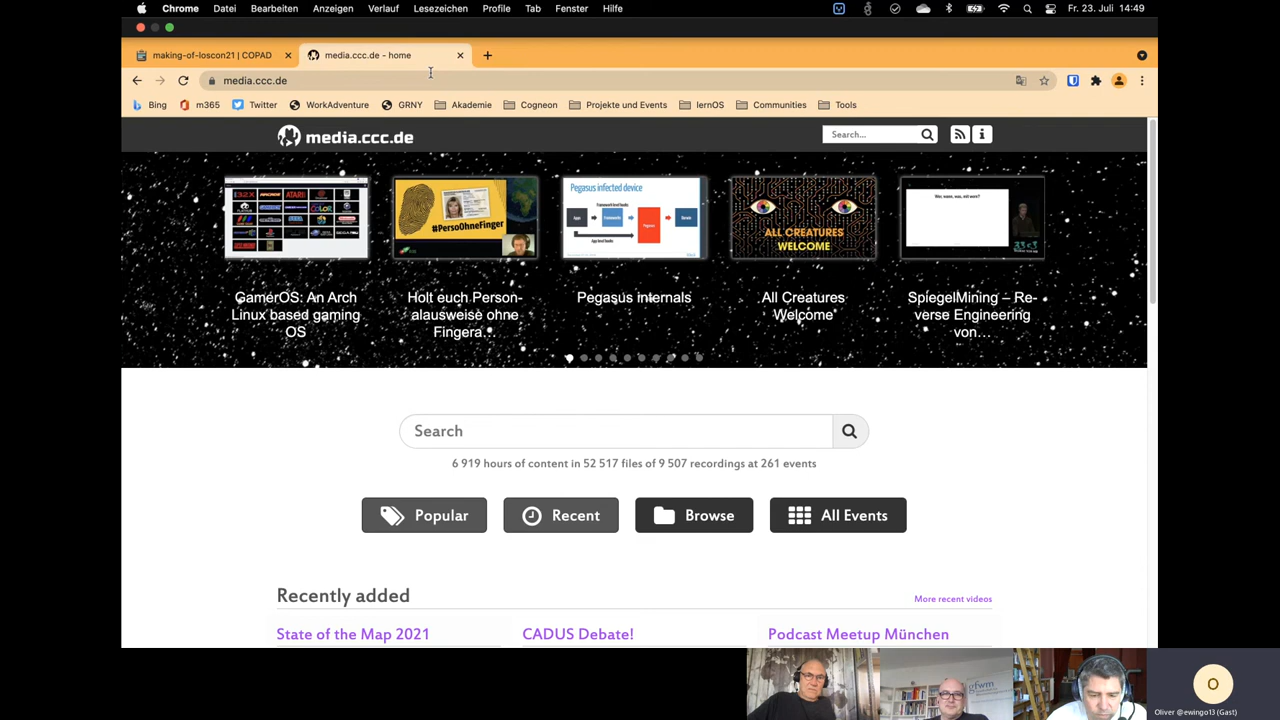 Chrome Datei Bearbeiten Anzeigen Verlauf Lesezeichen Profile Tab Fenster Hilfe Fr. 23. Juli 14:49
making-of-loscon21 | COPAD media.ccc.de - home
media.ccc.de
Bing m365 Twitter WorkAdventure GRNY Akademie Cogneon Projekte und Events lernOS Communities Tools
media.ccc.de Search...
Pegasus infected device
#PersoOhneFinger
ALL CREATURES
WELCOME
GamerOS: An Arch
Linux based gaming
OS
Holt euch Person-
alausweise ohne
Fingera…
Pegasus internals
All Creatures
Welcome
SpiegelMining – Re-
verse Engineering
von…
Search
6 919 hours of content in 52 517 files of 9 507 recordings at 261 events
Popular Recent Browse All Events
Recently added More recent videos
State of the Map 2021 CADUS Debate! Podcast Meetup München
gfwm
O
Oliver @ewingo13 (Gast)